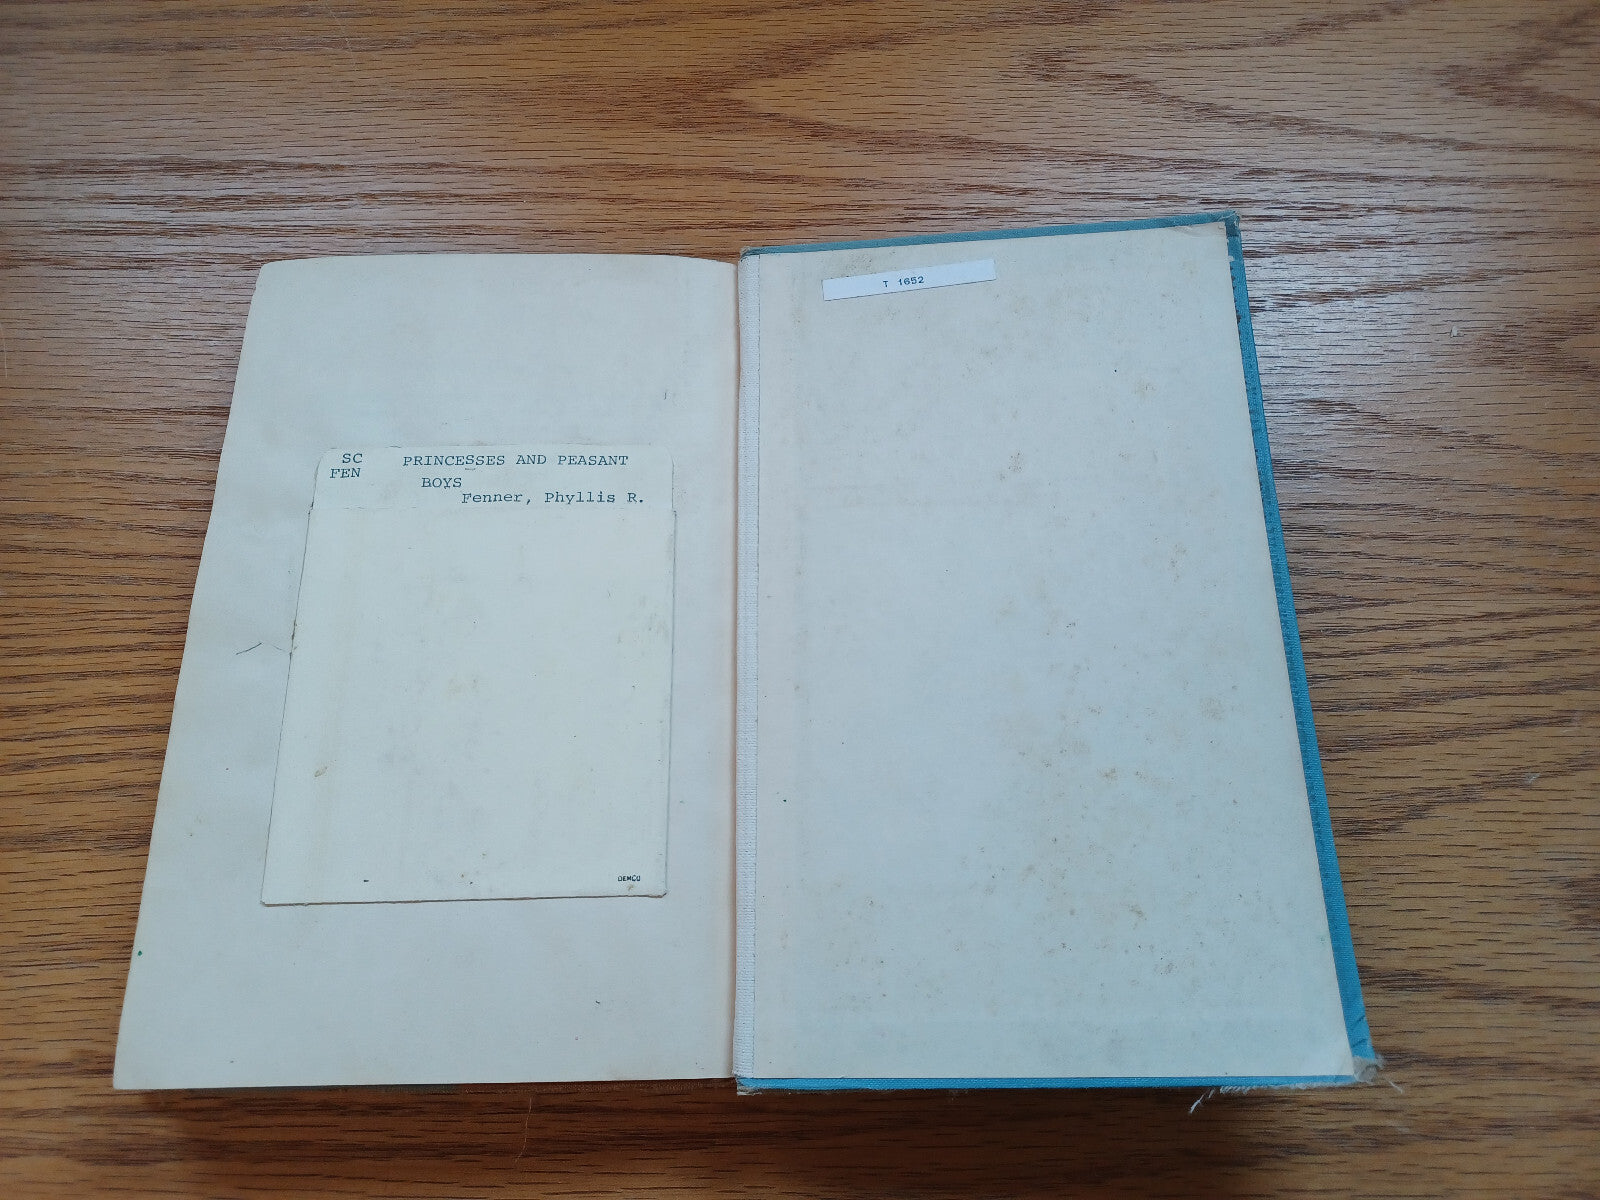 SC PRINCESSES AND PEASANT
FEN BOYS
Fenner, Phyllis R.
DEMCO
T 1652